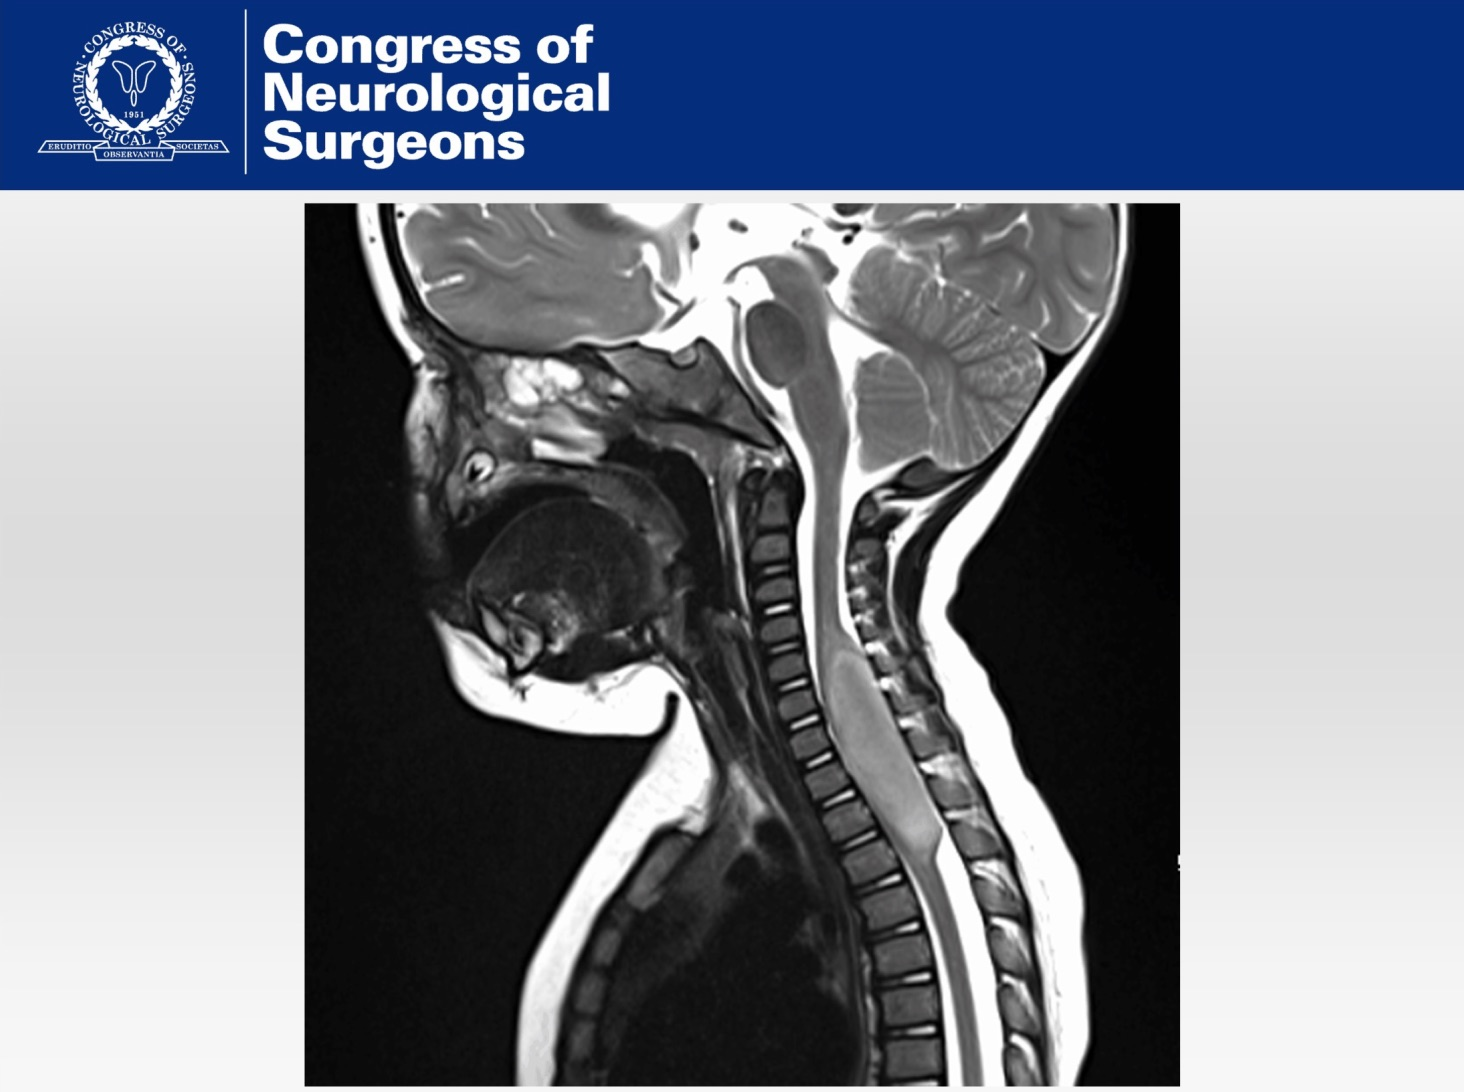 CONGRESS OF
NEUROLOGICAL SURGEONS
1951
ERUDITIO
OBSERVANTIA
SOCIETAS
Congress of
Neurological
Surgeons